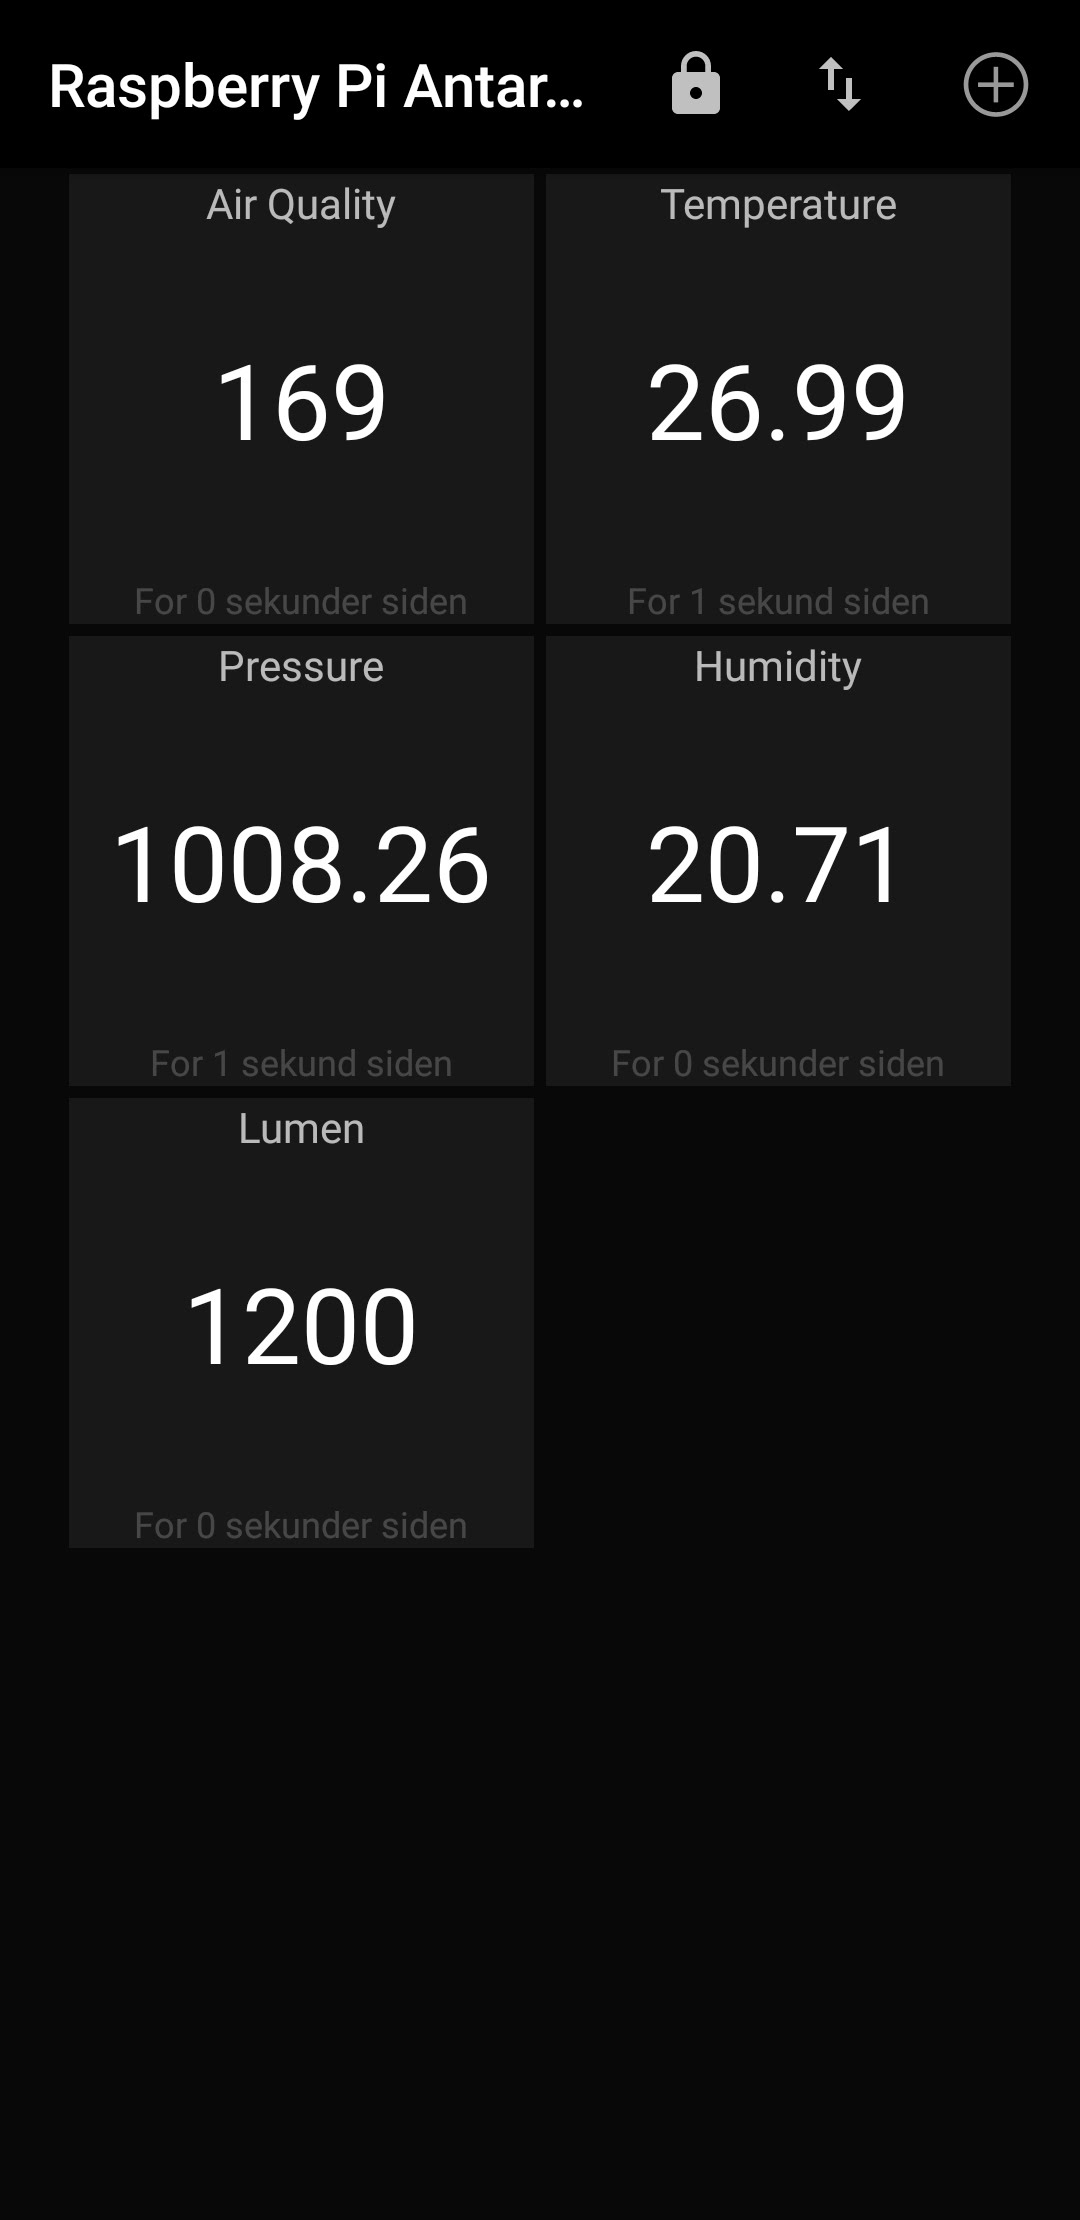 Raspberry Pi Antar...
Air Quality
169
For 0 sekunder siden
Temperature
26.99
For 1 sekund siden
Pressure
1008.26
For 1 sekund siden
Humidity
20.71
For 0 sekunder siden
Lumen
1200
For 0 sekunder siden